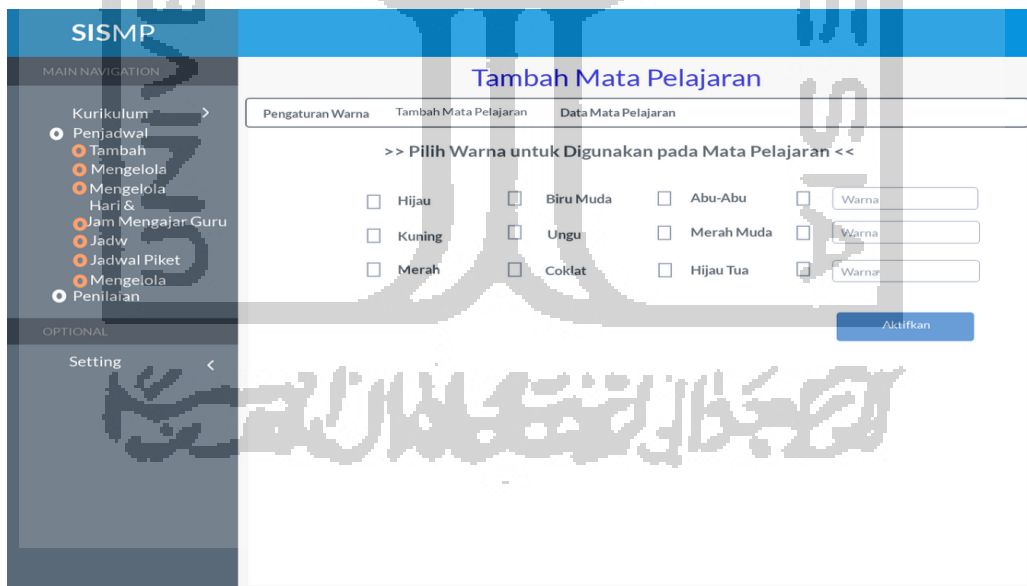 SISMP
MAIN NAVIGATION
Kurikulum >
Penjadwal
Tambah
Mengelola
Mengelola
Hari &
Jam Mengajar Guru
Jadw
Jadwal Piket
Mengelola
Penilaian
OPTIONAL
Setting <
Tambah Mata Pelajaran
Pengaturan Warna Tambah Mata Pelajaran Data Mata Pelajaran
>> Pilih Warna untuk Digunakan pada Mata Pelajaran <<
Hijau Biru Muda Abu-Abu Warna
Kuning Ungu Merah Muda Warna
Merah Coklat Hijau Tua Warna
Aktifkan